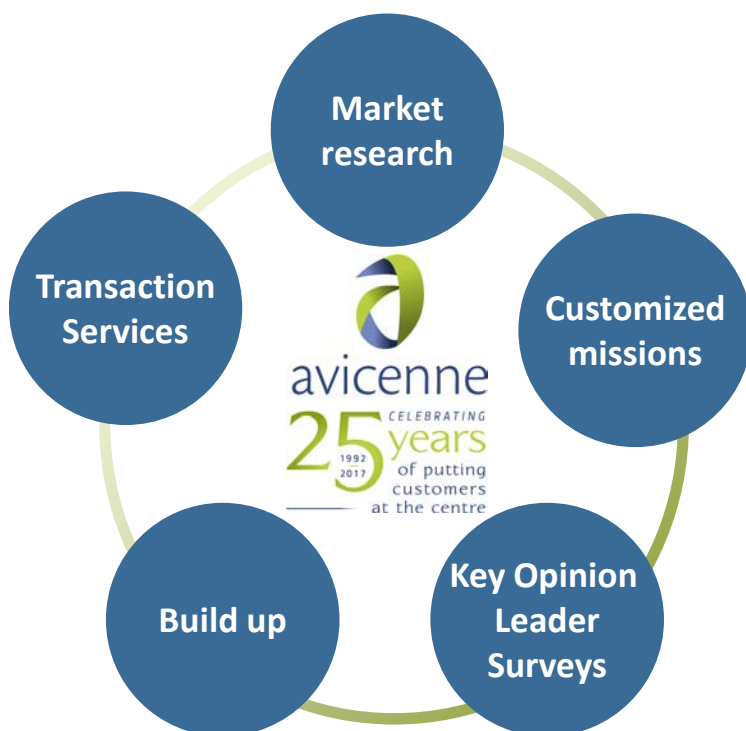 Market
research
Transaction
Services
Customized
missions
avicenne
CELEBRATING
25 years
1992
2017
of putting
customers
at the centre
Build up
Key Opinion
Leader
Surveys